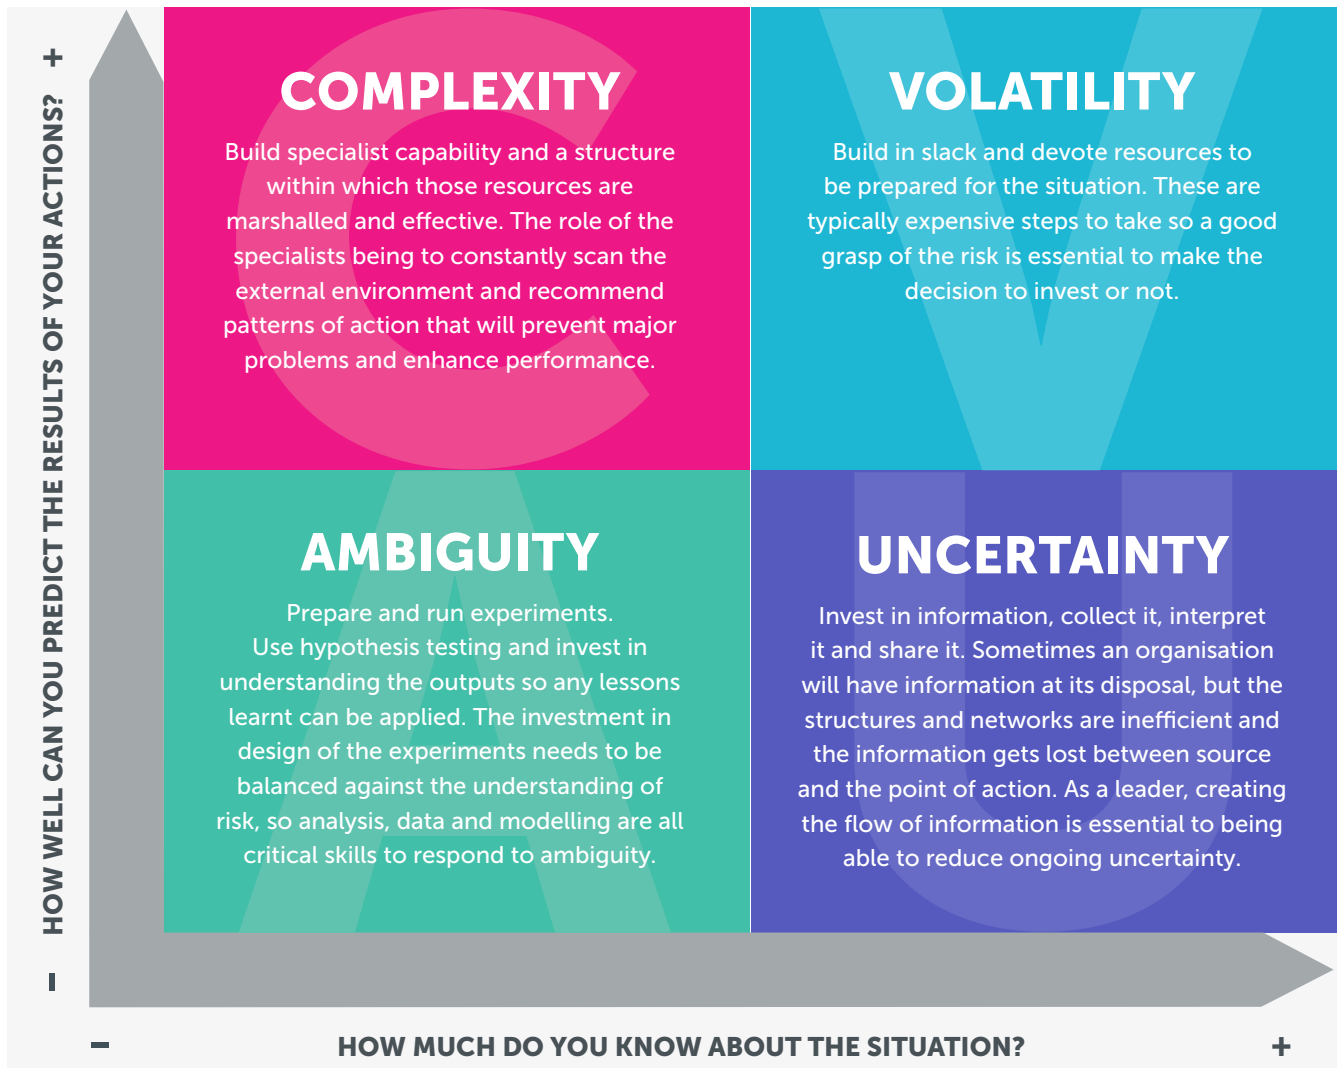 HOW WELL CAN YOU PREDICT THE RESULTS OF YOUR ACTIONS?
+
-
COMPLEXITY
Build specialist capability and a structure
within which those resources are
marshalled and effective. The role of the
specialists being to constantly scan the
external environment and recommend
patterns of action that will prevent major
problems and enhance performance.
VOLATILITY
Build in slack and devote resources to
be prepared for the situation. These are
typically expensive steps to take so a good
grasp of the risk is essential to make the
decision to invest or not.
AMBIGUITY
Prepare and run experiments.
Use hypothesis testing and invest in
understanding the outputs so any lessons
learnt can be applied. The investment in
design of the experiments needs to be
balanced against the understanding of
risk, so analysis, data and modelling are all
critical skills to respond to ambiguity.
UNCERTAINTY
Invest in information, collect it, interpret
it and share it. Sometimes an organisation
will have information at its disposal, but the
structures and networks are inefficient and
the information gets lost between source
and the point of action. As a leader, creating
the flow of information is essential to being
able to reduce ongoing uncertainty.
C
V
A
U
-
HOW MUCH DO YOU KNOW ABOUT THE SITUATION?
+